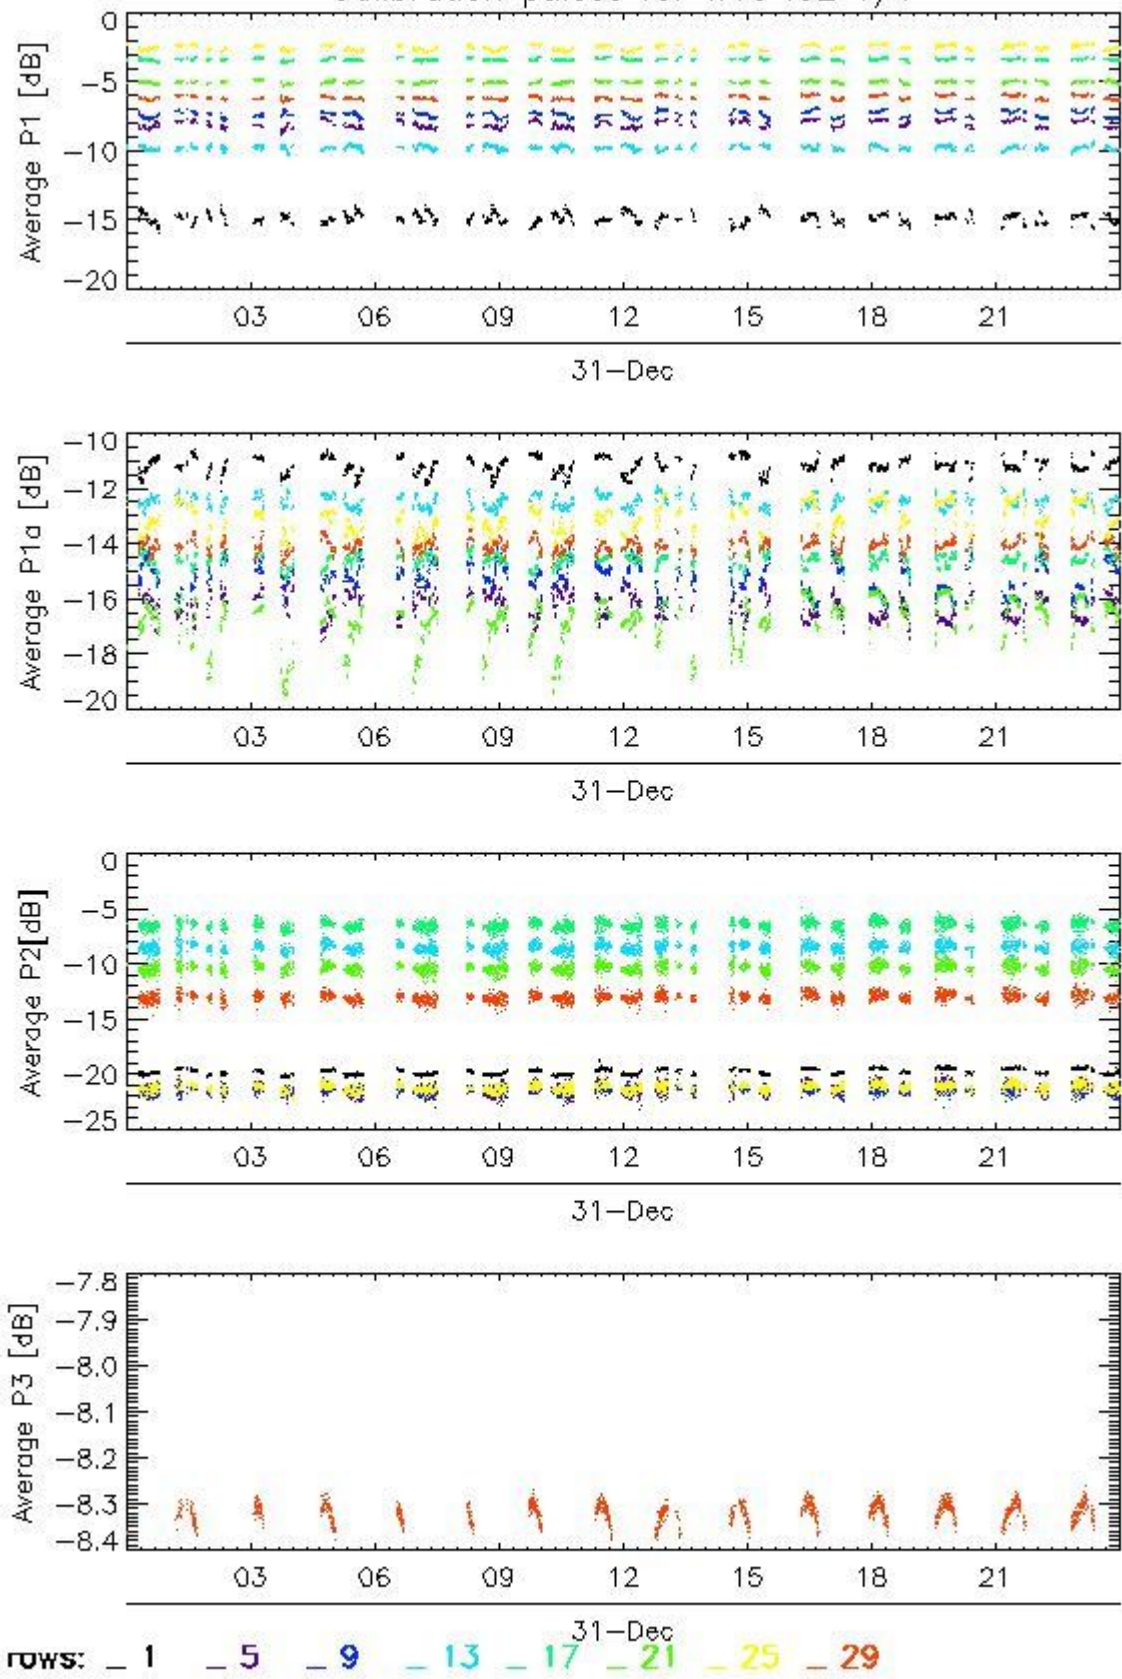 0
−5
−10
−15
−20
Average P1 [dB]
03 06 09 12 15 18 21
31−Dec
−10
−12
−14
−16
−18
−20
Average P1a [dB]
03 06 09 12 15 18 21
31−Dec
0
−5
−10
−15
−20
−25
Average P2[dB]
03 06 09 12 15 18 21
31−Dec
−7.8
−7.9
−8.0
−8.1
−8.2
−8.3
−8.4
Average P3 [dB]
03 06 09 12 15 18 21
31−Dec
rows: _ 1 _ 5 _ 9 _ 13 _ 17 _ 21 _ 25 _ 29